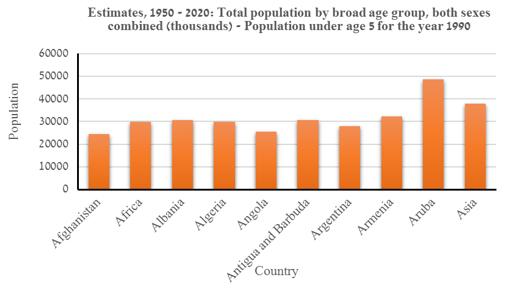 Estimates, 1950 - 2020: Total population by broad age group, both sexes
combined (thousands) - Population under age 5 for the year 1990
60000
50000
40000
30000
20000
10000
0
Population
Afghanistan
Africa
Albania
Algeria
Angola
Antigua and Barbuda
Argentina
Armenia
Aruba
Asia
Country